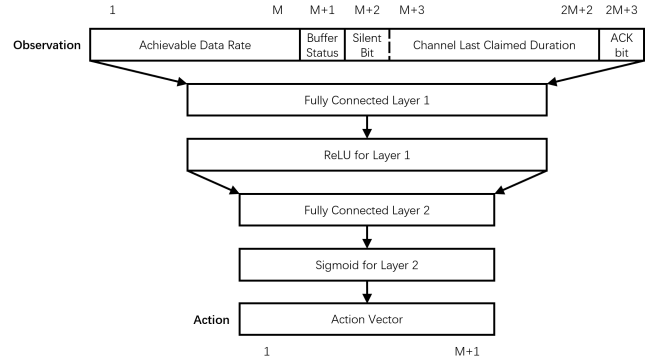 1 M M+1 M+2 M+3 2M+2 2M+3
Observation Achievable Data Rate Buffer Status Silent Bit Channel Last Claimed Duration ACK bit
Fully Connected Layer 1
ReLU for Layer 1
Fully Connected Layer 2
Sigmoid for Layer 2
Action Action Vector
1 M+1